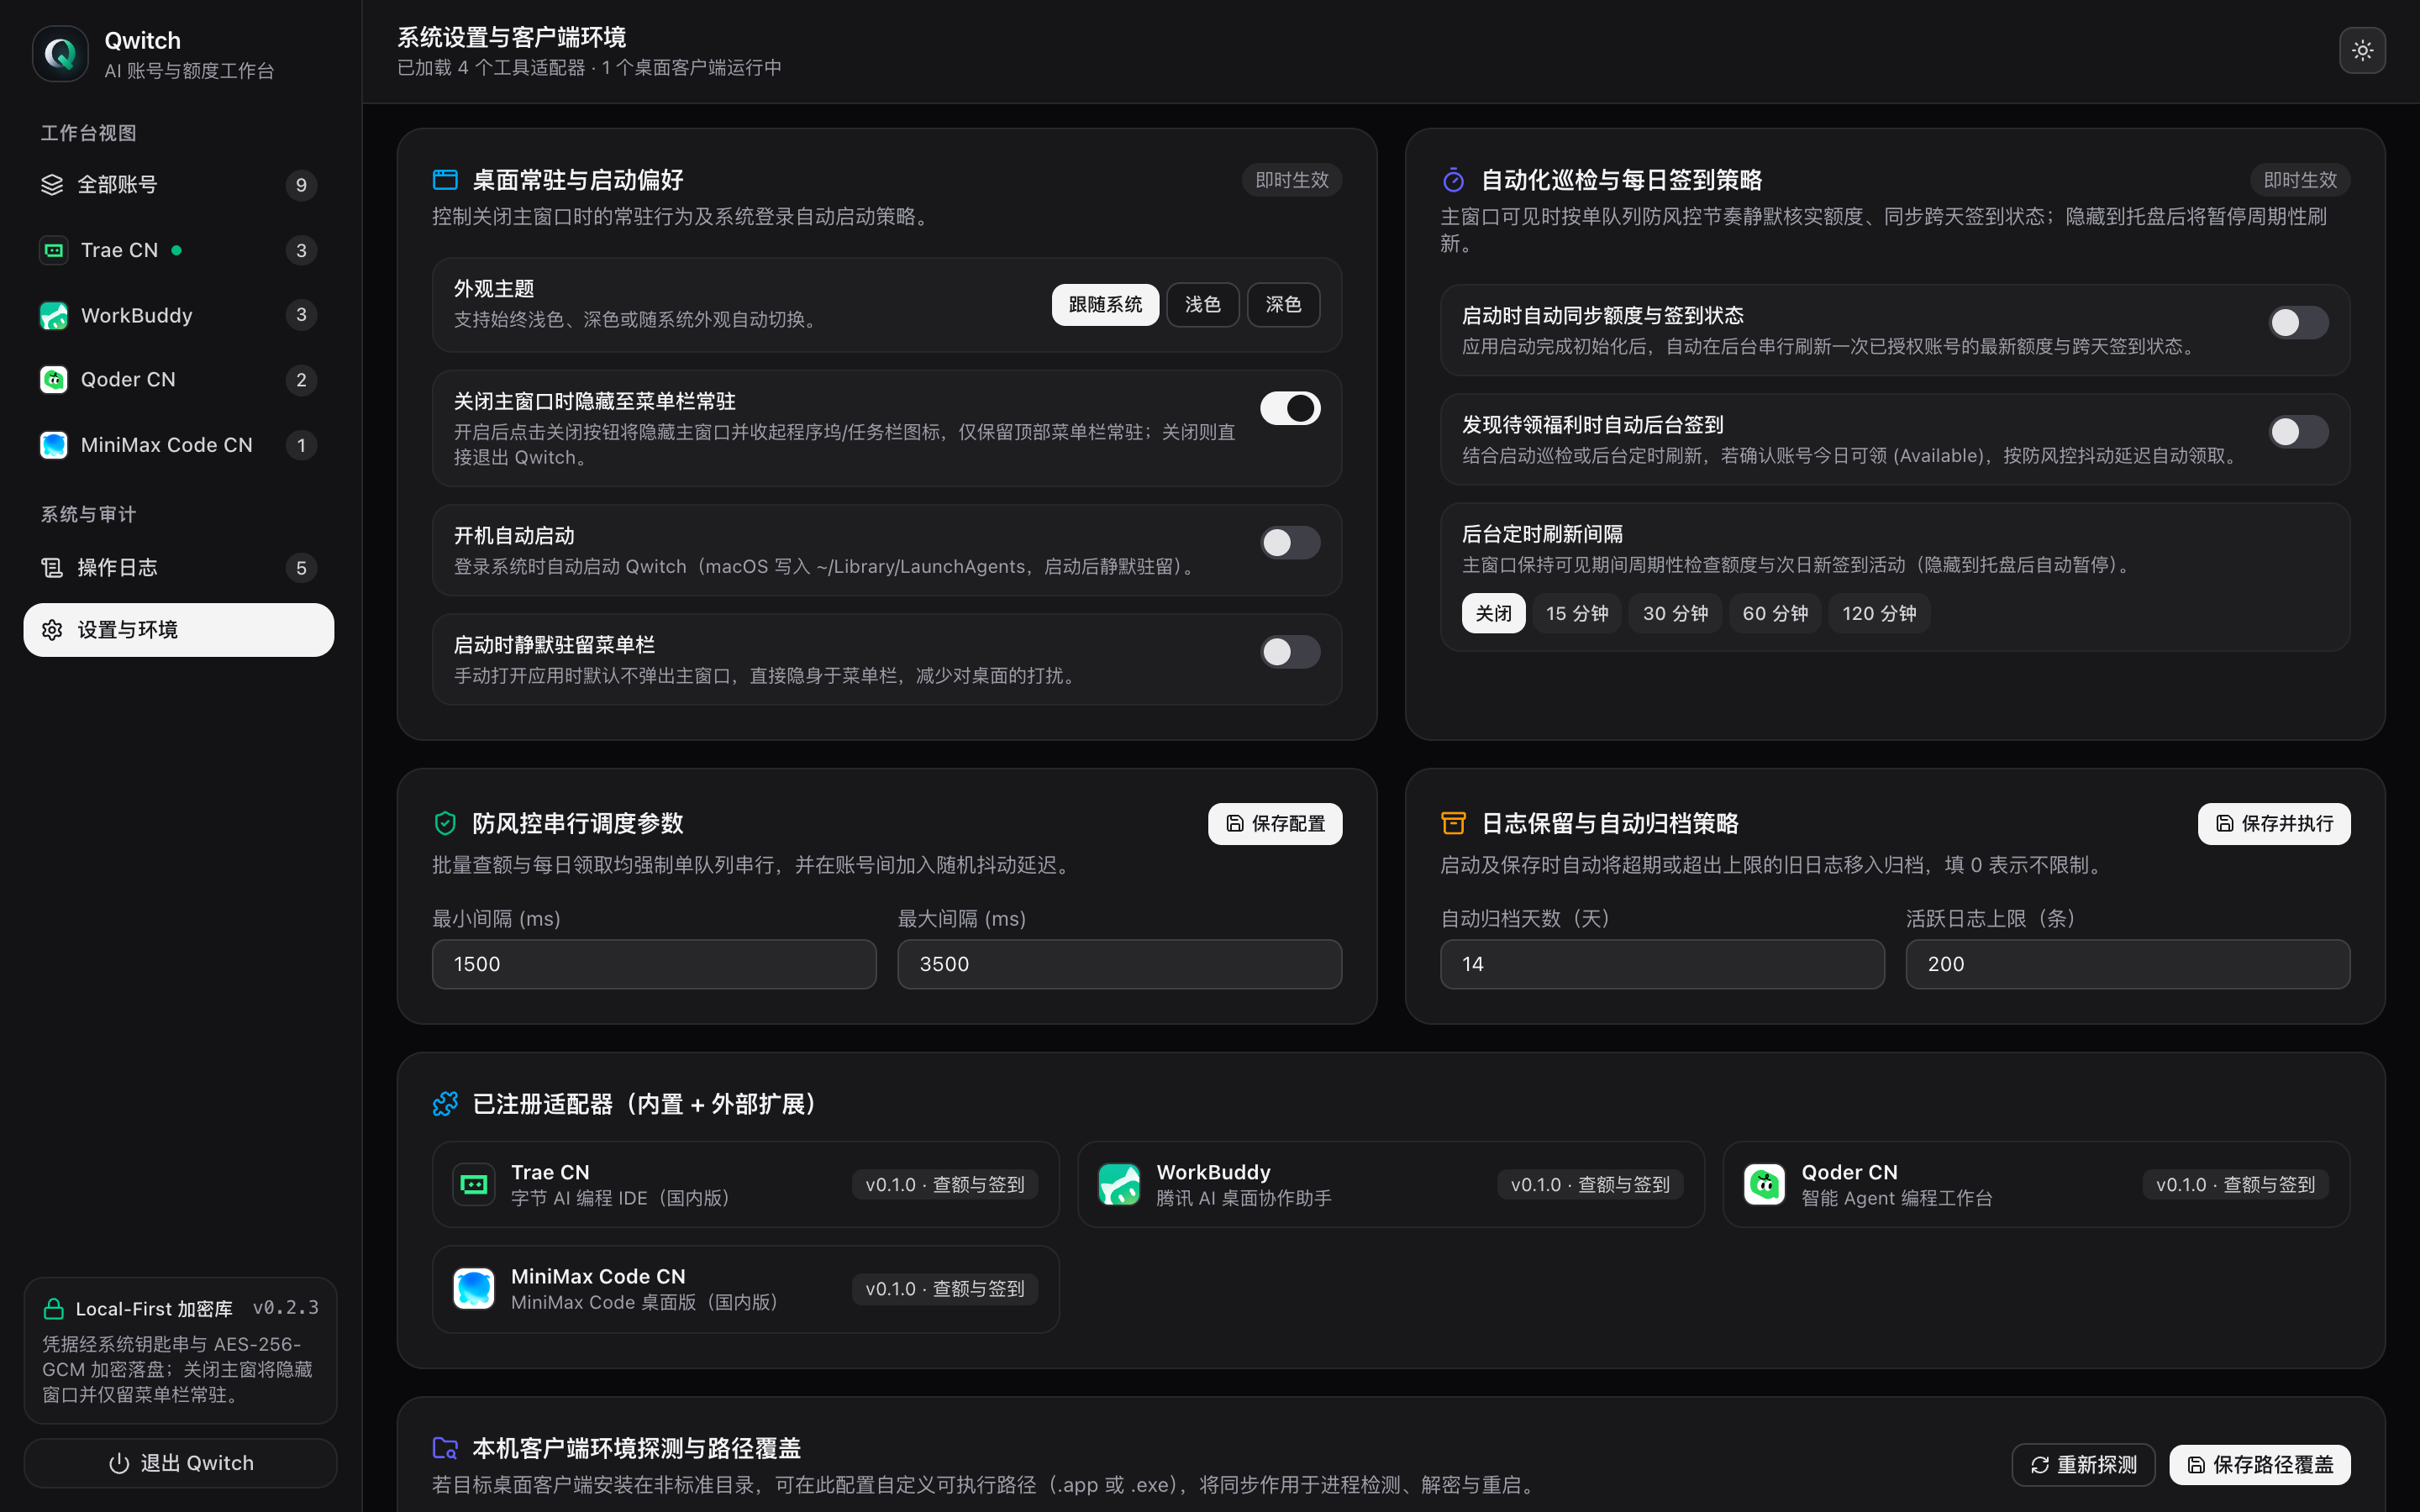 Qwitch
AI 账号与额度工作台
工作台视图
全部账号
9
Trae CN
3
WorkBuddy
3
Qoder CN
2
MiniMax Code CN
1
系统与审计
操作日志
5
设置与环境
Local-First 加密库
v0.2.3
凭据经系统钥匙串与 AES-256-
GCM 加密落盘；关闭主窗将隐藏
窗口并仅留菜单栏常驻。
退出 Qwitch
系统设置与客户端环境
已加载 4 个工具适配器 · 1 个桌面客户端运行中
桌面常驻与启动偏好
即时生效
控制关闭主窗口时的常驻行为及系统登录自动启动策略。
外观主题
支持始终浅色、深色或随系统外观自动切换。
跟随系统
浅色
深色
关闭主窗口时隐藏至菜单栏常驻
开启后点击关闭按钮将隐藏主窗口并收起程序坞/任务栏图标，仅保留顶部菜单栏常驻；关闭则直
接退出 Qwitch。
开机自动启动
登录系统时自动启动 Qwitch（macOS 写入 ~/Library/LaunchAgents，启动后静默驻留）。
启动时静默驻留菜单栏
手动打开应用时默认不弹出主窗口，直接隐身于菜单栏，减少对桌面的打扰。
自动化巡检与每日签到策略
即时生效
主窗口可见时按单队列防风控节奏静默核实额度、同步跨天签到状态；隐藏到托盘后将暂停周期性刷
新。
启动时自动同步额度与签到状态
应用启动完成初始化后，自动在后台串行刷新一次已授权账号的最新额度与跨天签到状态。
发现待领福利时自动后台签到
结合启动巡检或后台定时刷新，若确认账号今日可领 (Available)，按防风控抖动延迟自动领取。
后台定时刷新间隔
主窗口保持可见期间周期性检查额度与次日新签到活动（隐藏到托盘后自动暂停）。
关闭
15 分钟
30 分钟
60 分钟
120 分钟
防风控串行调度参数
保存配置
批量查额与每日领取均强制单队列串行，并在账号间加入随机抖动延迟。
最小间隔 (ms)
最大间隔 (ms)
1500
3500
日志保留与自动归档策略
保存并执行
启动及保存时自动将超期或超出上限的旧日志移入归档，填 0 表示不限制。
自动归档天数（天）
活跃日志上限（条）
14
200
已注册适配器（内置 + 外部扩展）
Trae CN
字节 AI 编程 IDE（国内版）
v0.1.0 · 查额与签到
WorkBuddy
腾讯 AI 桌面协作助手
v0.1.0 · 查额与签到
Qoder CN
智能 Agent 编程工作台
v0.1.0 · 查额与签到
MiniMax Code CN
MiniMax Code 桌面版（国内版）
v0.1.0 · 查额与签到
本机客户端环境探测与路径覆盖
若目标桌面客户端安装在非标准目录，可在此配置自定义可执行路径（.app 或 .exe），将同步作用于进程检测、解密与重启。
重新探测
保存路径覆盖